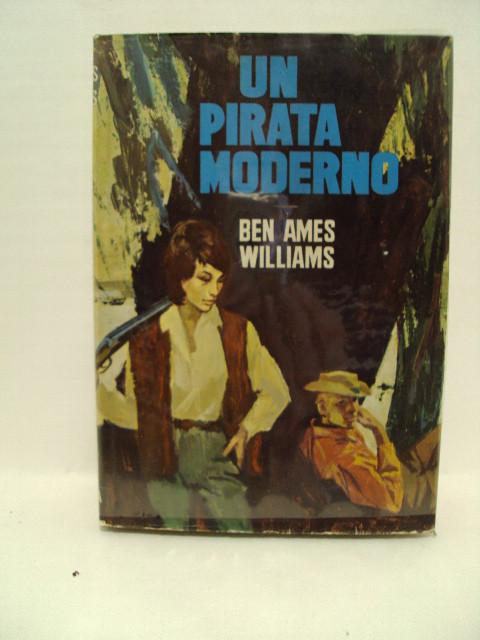 UN
PIRATA
MODERNO
BEN AMES
WILLIAMS